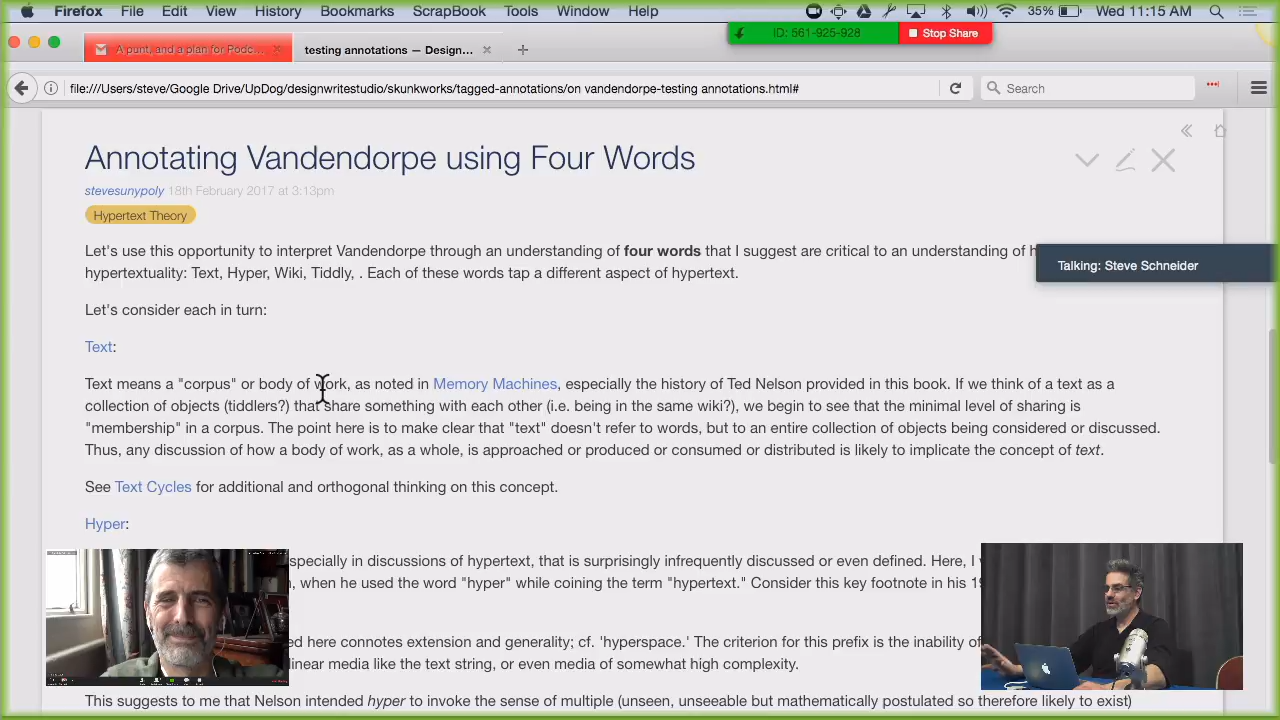 Firefox File Edit View History Bookmarks ScrapBook Tools Window Help 35% Wed 11:15 AM
ID: 561-925-928 Stop Share
A punt, and a plan for Podc... testing annotations — Design...
file:///Users/steve/Google Drive/UpDog/designwritestudio/skunkworks/tagged-annotations/on vandendorpe-testing annotations.html# Search
Annotating Vandendorpe using Four Words
stevesunypoly 18th February 2017 at 3:13pm
Hypertext Theory
Let's use this opportunity to interpret Vandendorpe through an understanding of four words that I suggest are critical to an understanding of
hypertextuality: Text, Hyper, Wiki, Tiddly, . Each of these words tap a different aspect of hypertext.
Talking: Steve Schneider
Let's consider each in turn:
Text:
Text means a "corpus" or body of work, as noted in Memory Machines, especially the history of Ted Nelson provided in this book. If we think of a text as a
collection of objects (tiddlers?) that share something with each other (i.e. being in the same wiki?), we begin to see that the minimal level of sharing is
"membership" in a corpus. The point here is to make clear that "text" doesn't refer to words, but to an entire collection of objects being considered or discussed.
Thus, any discussion of how a body of work, as a whole, is approached or produced or consumed or distributed is likely to implicate the concept of text.
See Text Cycles for additional and orthogonal thinking on this concept.
Hyper:
specially in discussions of hypertext, that is surprisingly infrequently discussed or even defined. Here, I
, when he used the word "hyper" while coining the term "hypertext." Consider this key footnote in his
ed here connotes extension and generality; cf. 'hyperspace.' The criterion for this prefix is the inability of
linear media like the text string, or even media of somewhat high complexity.
This suggests to me that Nelson intended hyper to invoke the sense of multiple (unseen, unseeable but mathematically postulated so therefore likely to exist)